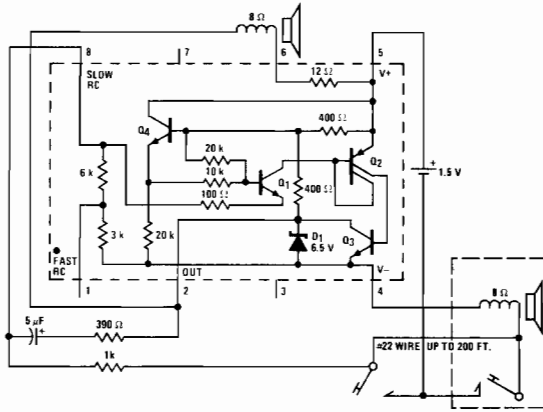 8 Ω
8
7
6
5
SLOW
RC
12 Ω
V+
400 Ω
Q4
20 k
Q2
6 k
10 k
Q1
400 Ω
100 Ω
+
1.5 V
3 k
20 k
D1
6.5 V
Q3
FAST
RC
OUT
V−
1
2
3
4
8 Ω
5 µF
+
390 Ω
1k
#22 WIRE UP TO 200 FT.